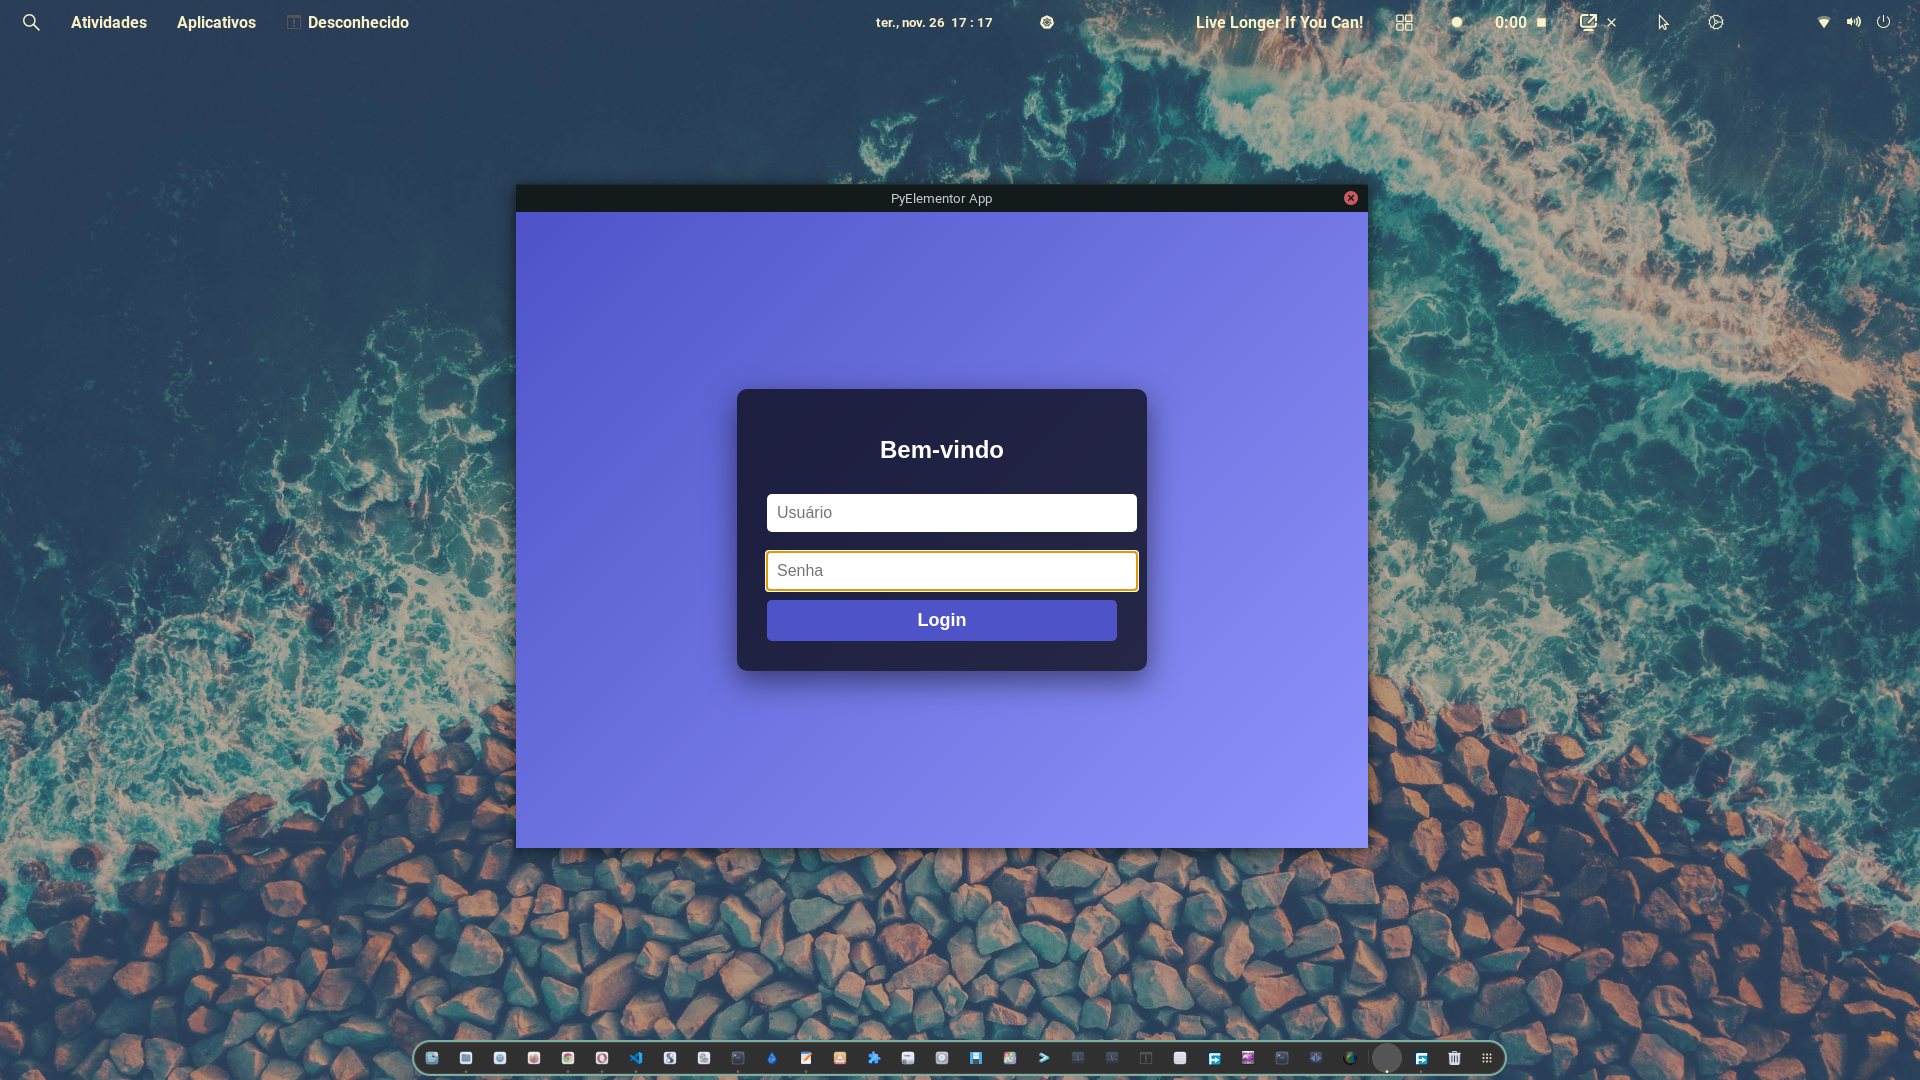 Atividades Aplicativos Desconhecido ter., nov. 26 17 : 17 Live Longer If You Can! 0:00
PyElementor App
Bem-vindo
Usuário
Senha
Login